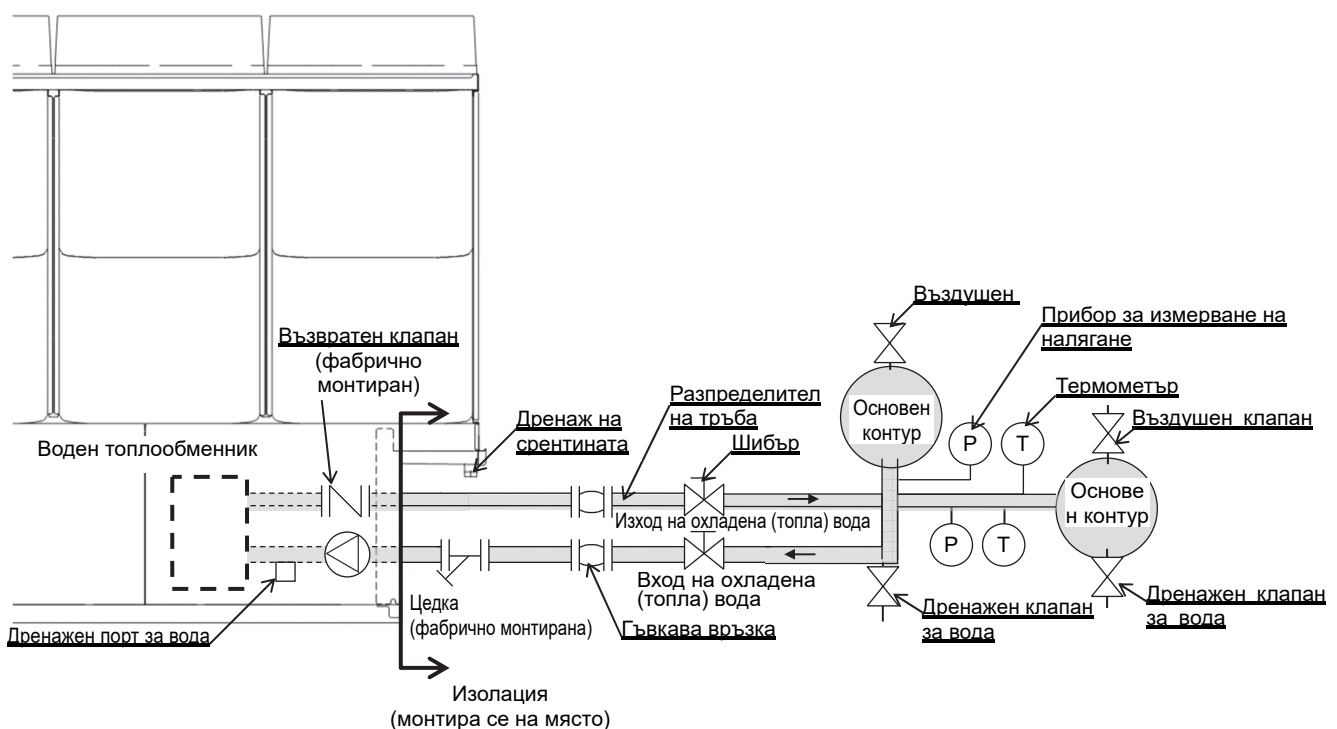 Въздушен
Прибор за измерване на
налягане
Възвратен клапан
(фабрично
монтиран)
Разпределител
на тръба
Термометър
Основен
контур
Въздушен клапан
Дренаж на
срентината
Шибър
P
T
Воден топлообменник
Основе
н контур
Изход на охладена (топла) вода
P
T
Вход на охладена
(топла) вода
Цедка
(фабрично монтирана)
Гъвкава връзка
Дренажен клапан
за вода
Дренажен клапан
за вода
Дренажен порт за вода
Изолация
(монтира се на място)